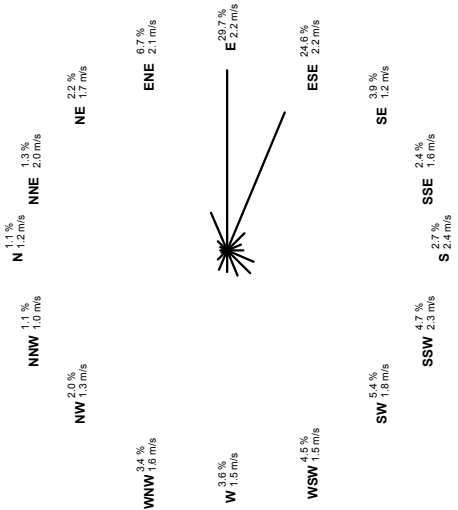 1.1 %
N 1.2 m/s
1.1 %
NNW 1.0 m/s
1.3 %
NNE 2.0 m/s
2.0 %
NW 1.3 m/s
2.2 %
NE 1.7 m/s
3.4 %
WNW 1.6 m/s
6.7 %
ENE 2.1 m/s
3.6 %
W 1.5 m/s
29.7 %
E 2.2 m/s
4.5 %
WSW 1.5 m/s
24.6 %
ESE 2.2 m/s
5.4 %
SW 1.8 m/s
3.9 %
SE 1.2 m/s
4.7 %
SSW 2.3 m/s
2.4 %
SSE 1.6 m/s
2.7 %
S 2.4 m/s